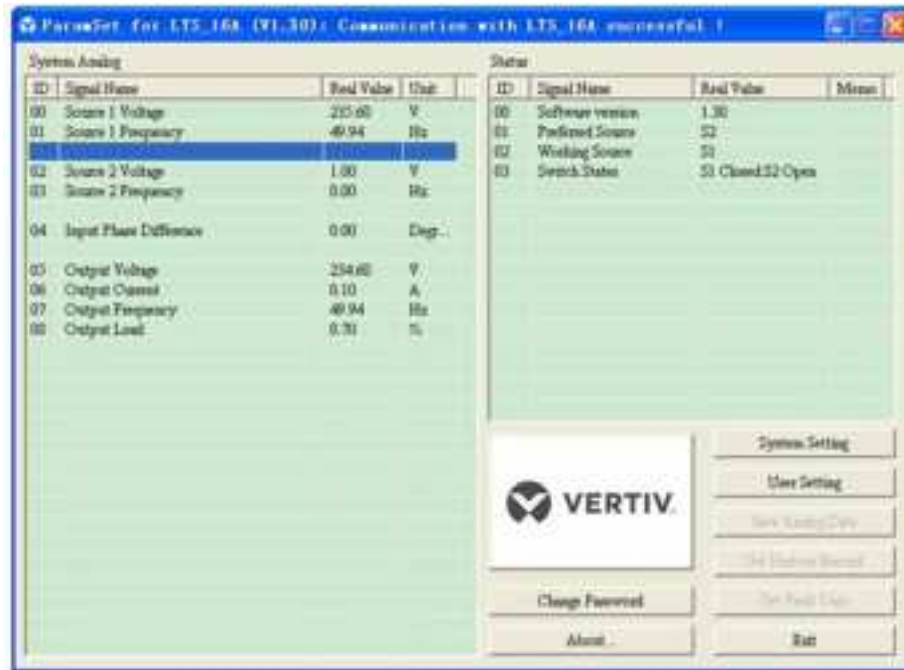 ParamSet for LTS_16A (V1.30): Communication with LTS_16A successful !
System Analog
ID Signal Name Real Value Unit
00 Source 1 Voltage V
01 Source 1 Frequency 49.94 Hz
02 Source 2 Voltage 1.00 V
03 Source 2 Frequency 0.00 Hz
04 Input Phase Difference 0.00 Degr...
05 Output Voltage 234.60 V
06 Output Current 0.10 A
07 Output Frequency 49.94 Hz
08 Output Load 0.70 %
Status
ID Signal Name Real Value Memo
00 Software version 1.30
01 Preferred Source S2
02 Working Source S1
03 Switch Status S1 Closed S2 Open
VERTIV
System Setting
User Setting
Save Analog Data
Change Password
About...
Exit